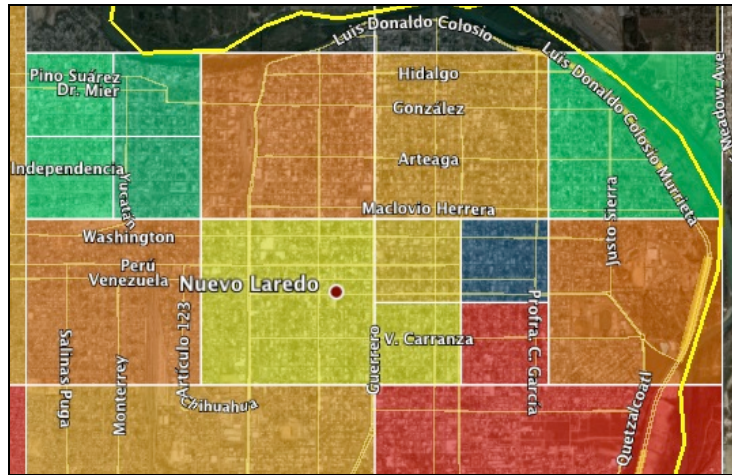 Luis Donaldo Colosio
Pino Suárez
Dr. Mier
Hidalgo
González
Luis Donaldo Colosio Murrieta
Meadow Ave
Independencia
Yucatán
Arteaga
Maclovio Herrera
Justo Sierra
Washington
Perú
Venezuela
Nuevo Laredo
Artículo 123
Salinas Puga
Monterrey
Guerrero
V. Carranza
Profra. C. García
Chihuahua
Quetzalcoatl